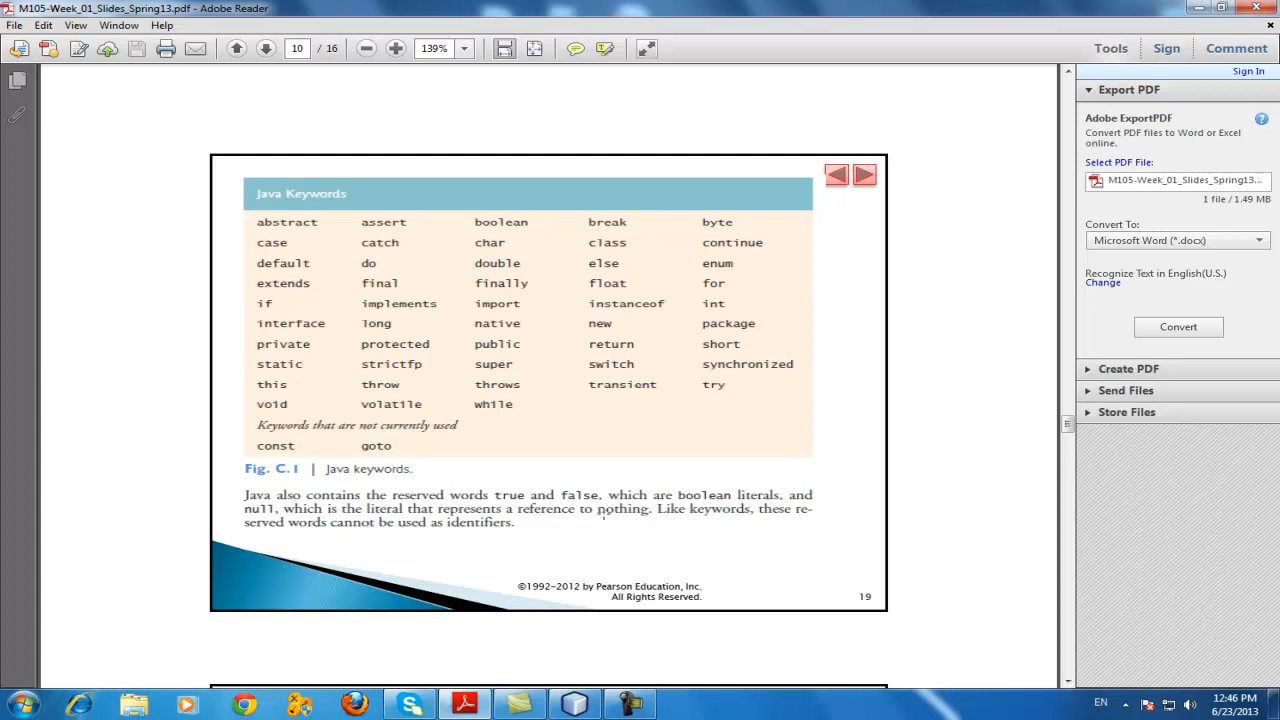 M105-Week_01_Slides_Spring13.pdf - Adobe Reader
File Edit View Window Help
10 / 16 139% Tools Sign Comment
Sign In
Export PDF
Adobe ExportPDF
Convert PDF files to Word or Excel
online.
Select PDF File:
M105-Week_01_Slides_Spring13...
1 file / 1.49 MB
Convert To:
Microsoft Word (*.docx)
Recognize Text in English(U.S.)
Change
Convert
Create PDF
Send Files
Store Files
Java Keywords
abstract assert boolean break byte
case catch char class continue
default do double else enum
extends final finally float for
if implements import instanceof int
interface long native new package
private protected public return short
static strictfp super switch synchronized
this throw throws transient try
void volatile while
Keywords that are not currently used
const goto
Fig. C.1 | Java keywords.
Java also contains the reserved words true and false, which are boolean literals, and
null, which is the literal that represents a reference to nothing. Like keywords, these re-
served words cannot be used as identifiers.
©1992-2012 by Pearson Education, Inc.
All Rights Reserved.
19
EN
12:46 PM
6/23/2013